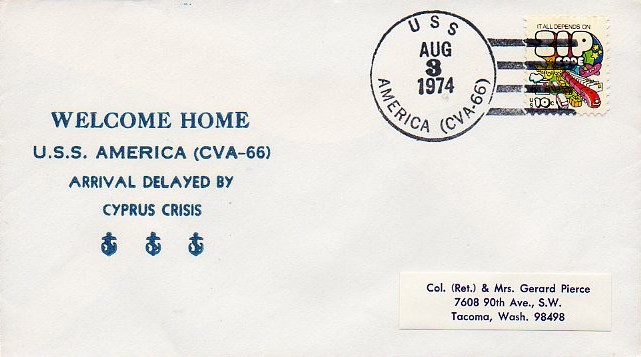 USS
AUG
3
1974
AMERICA (CVA-66)
IT ALL DEPENDS ON
ZIP
CODE
10c
WELCOME HOME
U.S.S. AMERICA (CVA-66)
ARRIVAL DELAYED BY
CYPRUS CRISIS
Col. (Ret.) & Mrs. Gerard Pierce
7608 90th Ave., S.W.
Tacoma, Wash. 98498